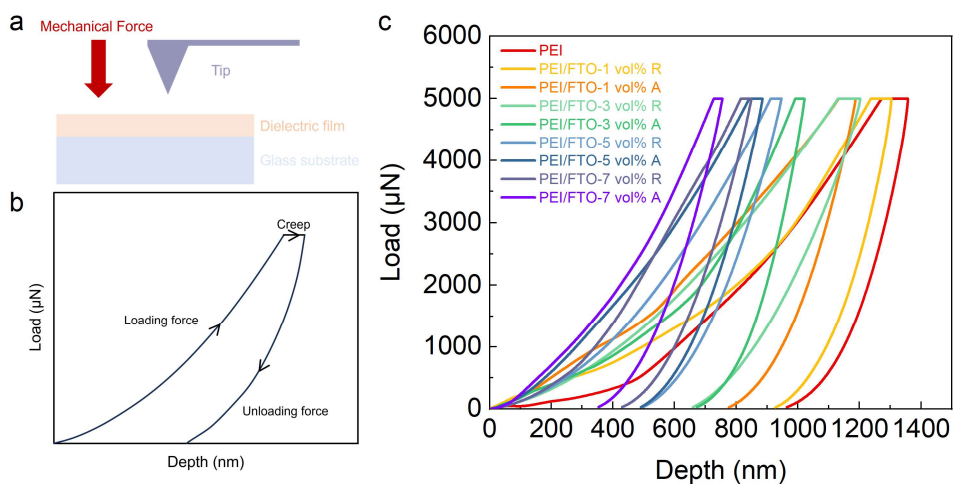 a
Mechanical Force
Tip
Dielectric film
Glass substrate
b
Creep
Loading force
Unloading force
Load (μN)
Depth (nm)
c
6000
5000
4000
3000
2000
1000
0
PEI
PEI/FTO-1 vol% R
PEI/FTO-1 vol% A
PEI/FTO-3 vol% R
PEI/FTO-3 vol% A
PEI/FTO-5 vol% R
PEI/FTO-5 vol% A
PEI/FTO-7 vol% R
PEI/FTO-7 vol% A
Load (μN)
0 200 400 600 800 1000 1200 1400
Depth (nm)